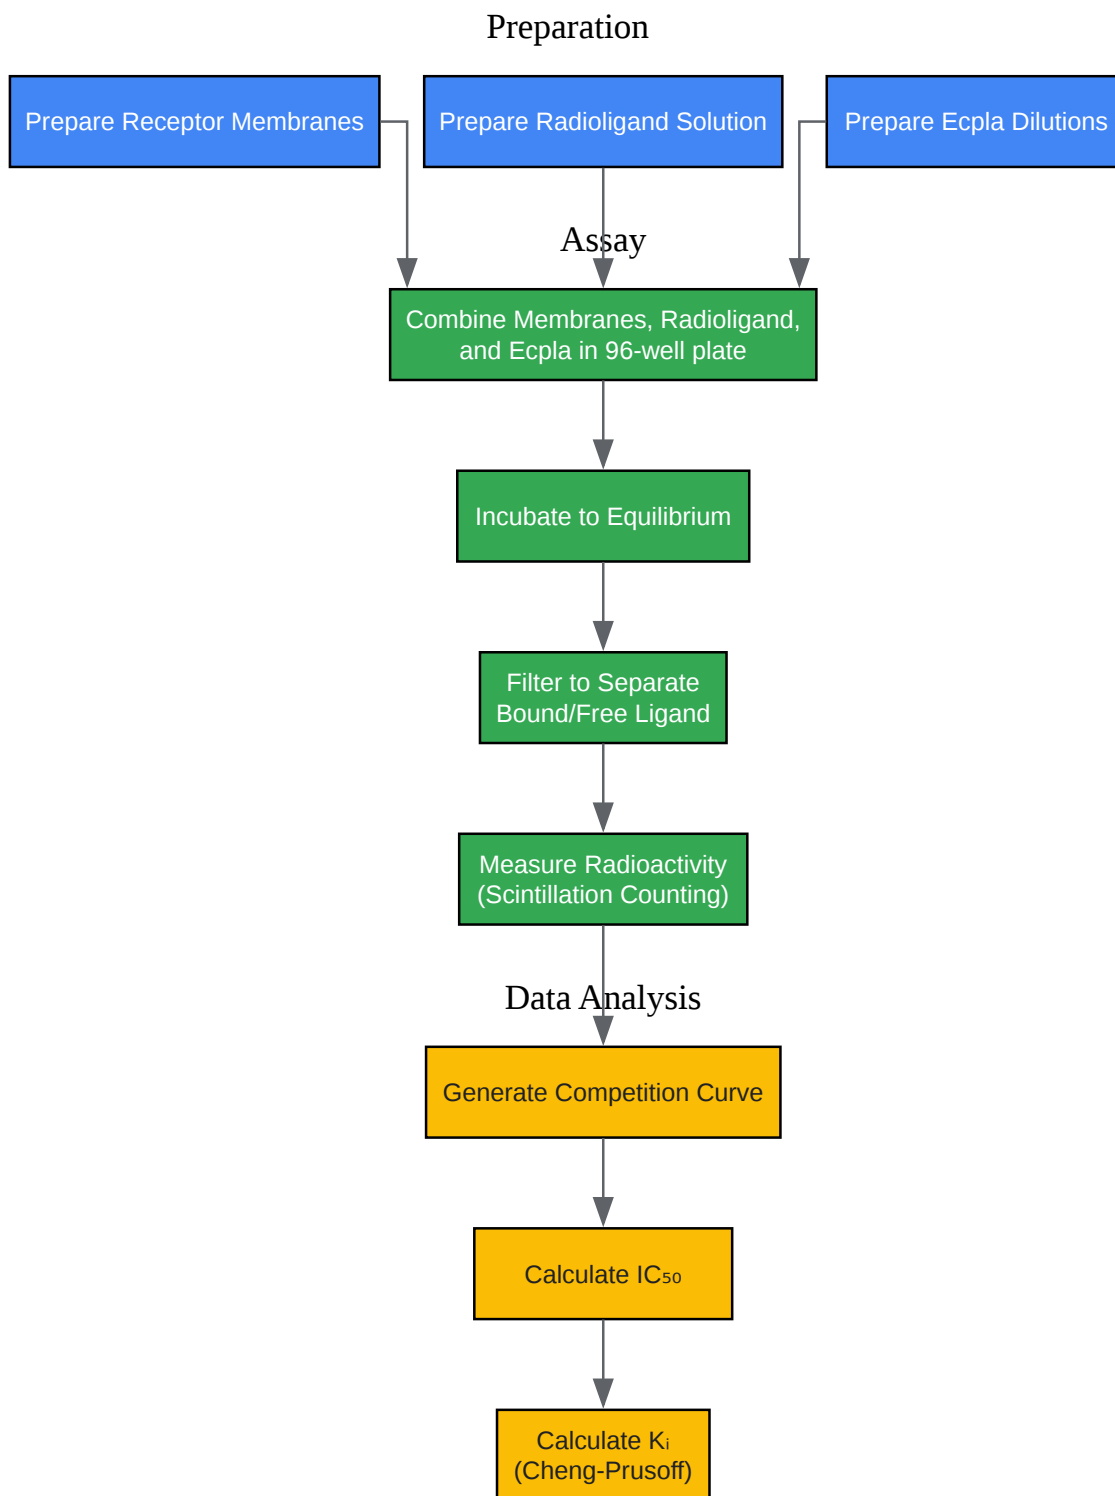 Preparation
Prepare Receptor Membranes
Prepare Radioligand Solution
Prepare Ecpla Dilutions
Assay
Combine Membranes, Radioligand,
and Ecpla in 96-well plate
Incubate to Equilibrium
Filter to Separate
Bound/Free Ligand
Measure Radioactivity
(Scintillation Counting)
Data Analysis
Generate Competition Curve
Calculate IC₅₀
Calculate Kᵢ
(Cheng-Prusoff)